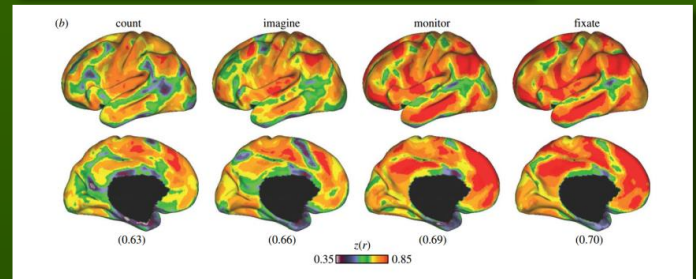 (b) count imagine monitor fixate
(0.63) (0.66) (0.69) (0.70)
z(r)
0.35 0.85